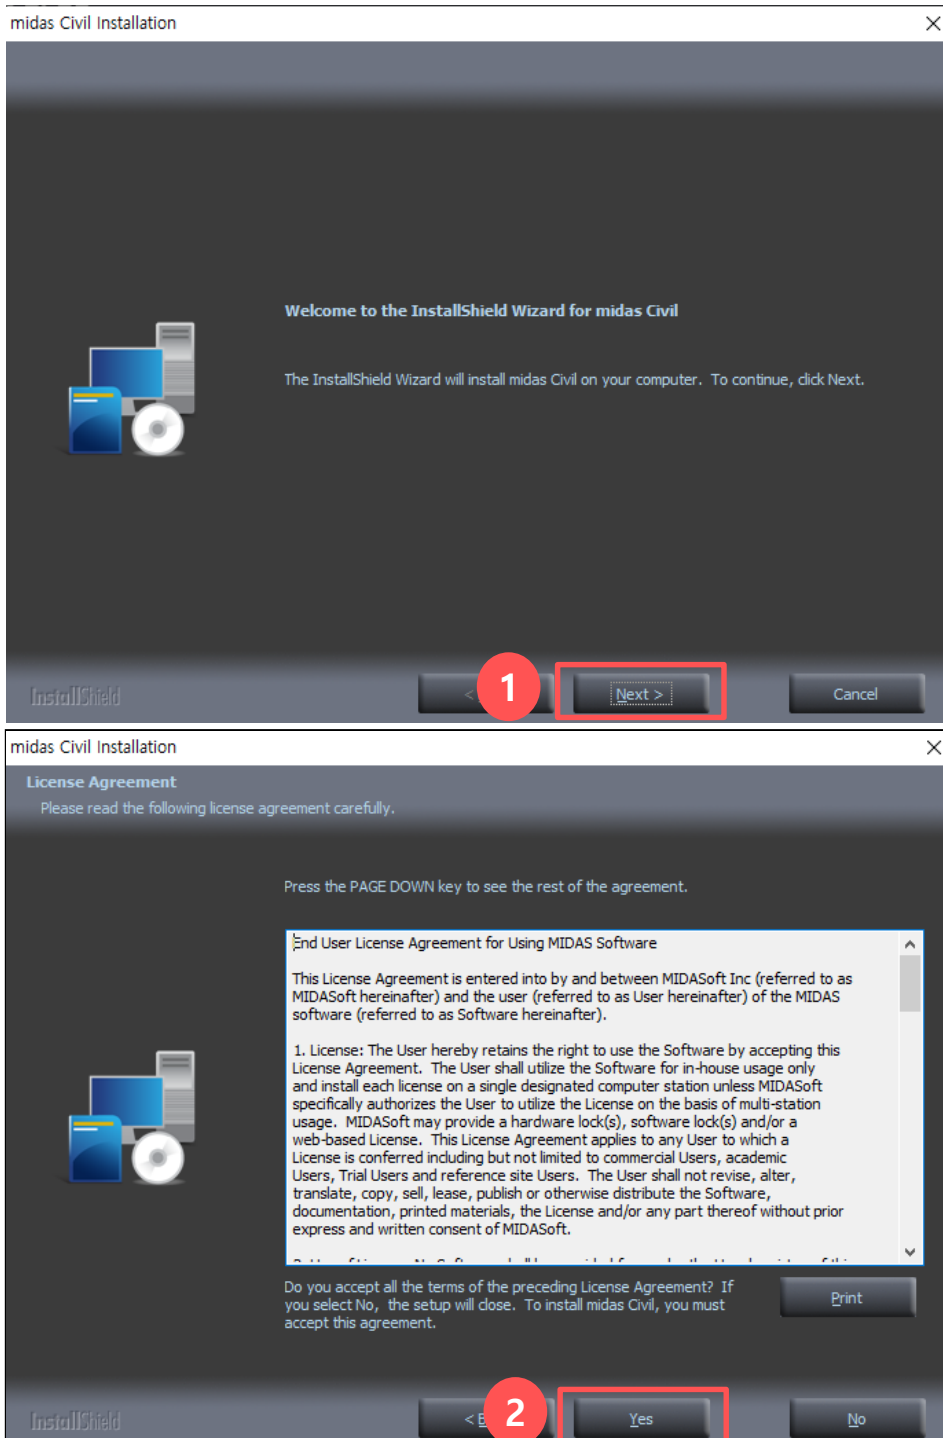 midas Civil Installation
Welcome to the InstallShield Wizard for midas Civil
The InstallShield Wizard will install midas Civil on your computer. To continue, click Next.
InstallShield
<
1
Next >
Cancel
midas Civil Installation
License Agreement
Please read the following license agreement carefully.
Press the PAGE DOWN key to see the rest of the agreement.
End User License Agreement for Using MIDAS Software
This License Agreement is entered into by and between MIDASoft Inc (referred to as
MIDASoft hereinafter) and the user (referred to as User hereinafter) of the MIDAS
software (referred to as Software hereinafter).
1. License: The User hereby retains the right to use the Software by accepting this
License Agreement. The User shall utilize the Software for in-house usage only
and install each license on a single designated computer station unless MIDASoft
specifically authorizes the User to utilize the License on the basis of multi-station
usage. MIDASoft may provide a hardware lock(s), software lock(s) and/or a
web-based License. This License Agreement applies to any User to which a
License is conferred including but not limited to commercial Users, academic
Users, Trial Users and reference site Users. The User shall not revise, alter,
translate, copy, sell, lease, publish or otherwise distribute the Software,
documentation, printed materials, the License and/or any part thereof without prior
express and written consent of MIDASoft.
Do you accept all the terms of the preceding License Agreement? If
you select No, the setup will close. To install midas Civil, you must
accept this agreement.
Print
InstallShield
<
2
Yes
No